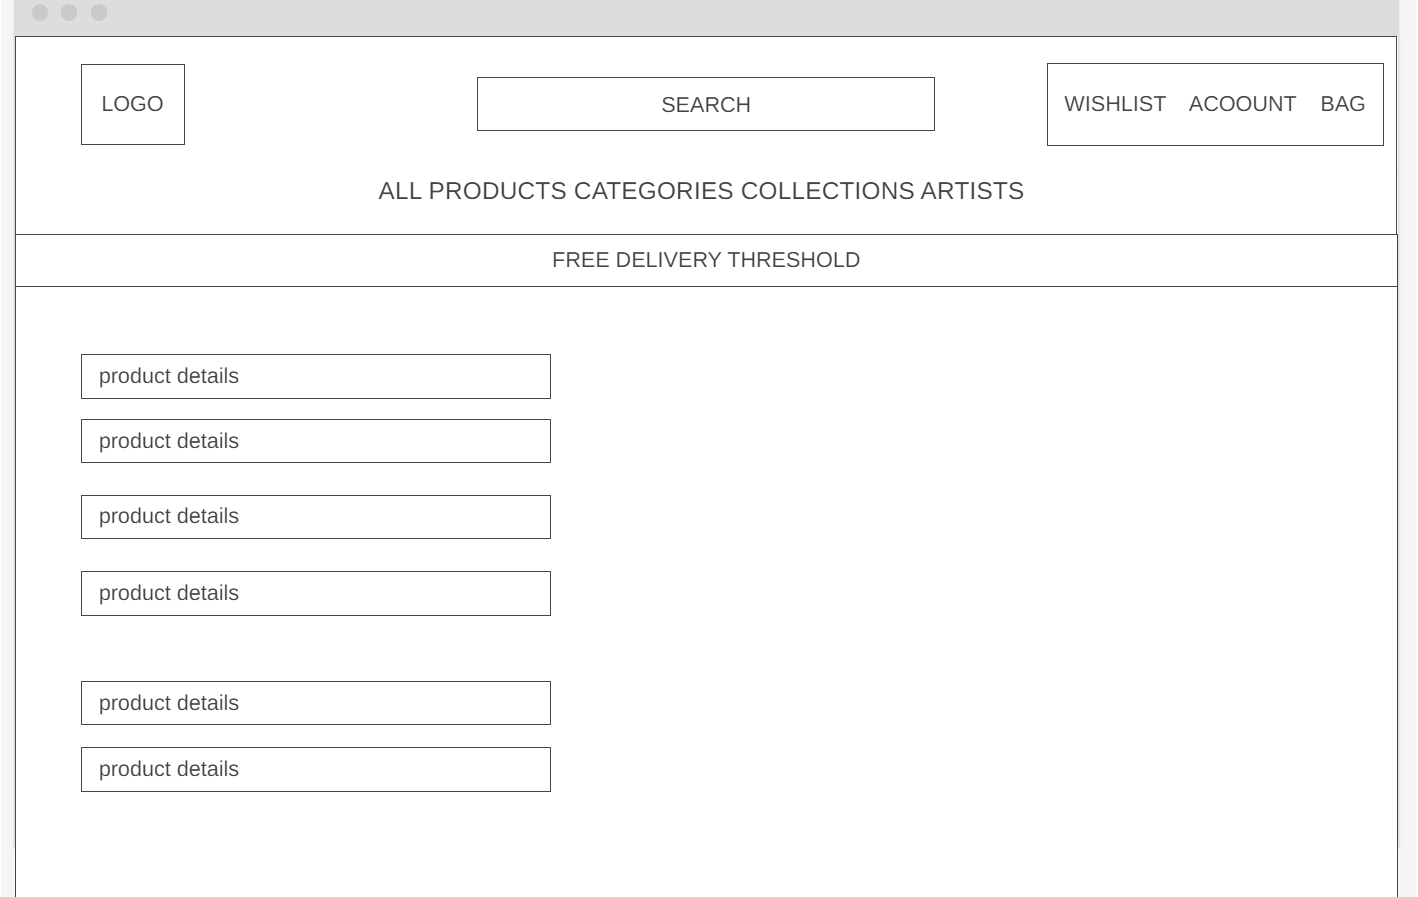 LOGO
SEARCH
WISHLIST ACOOUNT BAG
ALL PRODUCTS CATEGORIES COLLECTIONS ARTISTS
FREE DELIVERY THRESHOLD
product details
product details
product details
product details
product details
product details